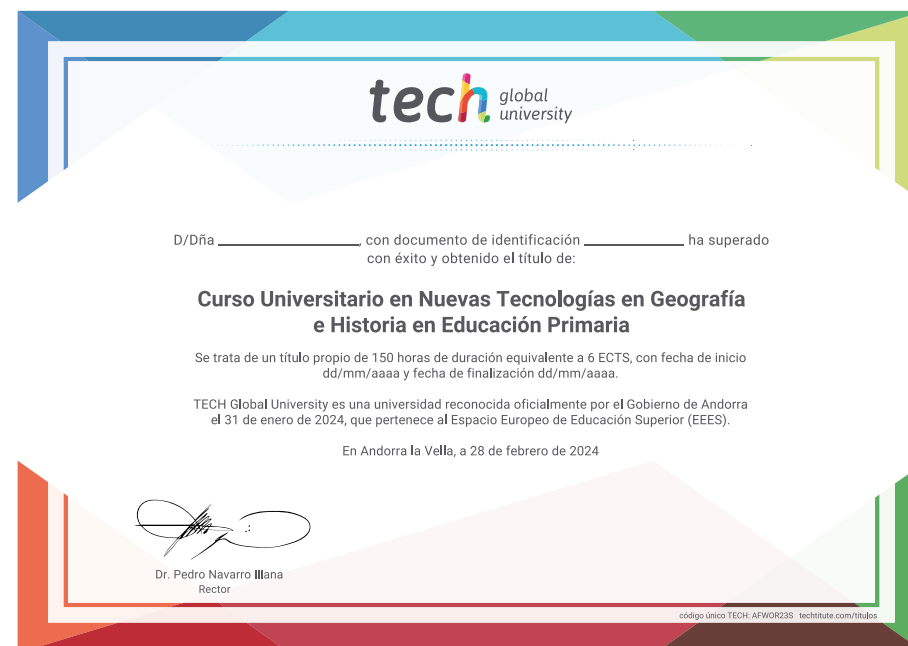 tech global
university
D/Dña ____________________, con documento de identificación ______________ ha superado
con éxito y obtenido el título de:
Curso Universitario en Nuevas Tecnologías en Geografía
e Historia en Educación Primaria
Se trata de un título propio de 150 horas de duración equivalente a 6 ECTS, con fecha de inicio
dd/mm/aaaa y fecha de finalización dd/mm/aaaa.
TECH Global University es una universidad reconocida oficialmente por el Gobierno de Andorra
el 31 de enero de 2024, que pertenece al Espacio Europeo de Educación Superior (EEES).
En Andorra la Vella, a 28 de febrero de 2024
Dr. Pedro Navarro Illana
Rector
código único TECH: AFWOR23S techtitute.com/titulos